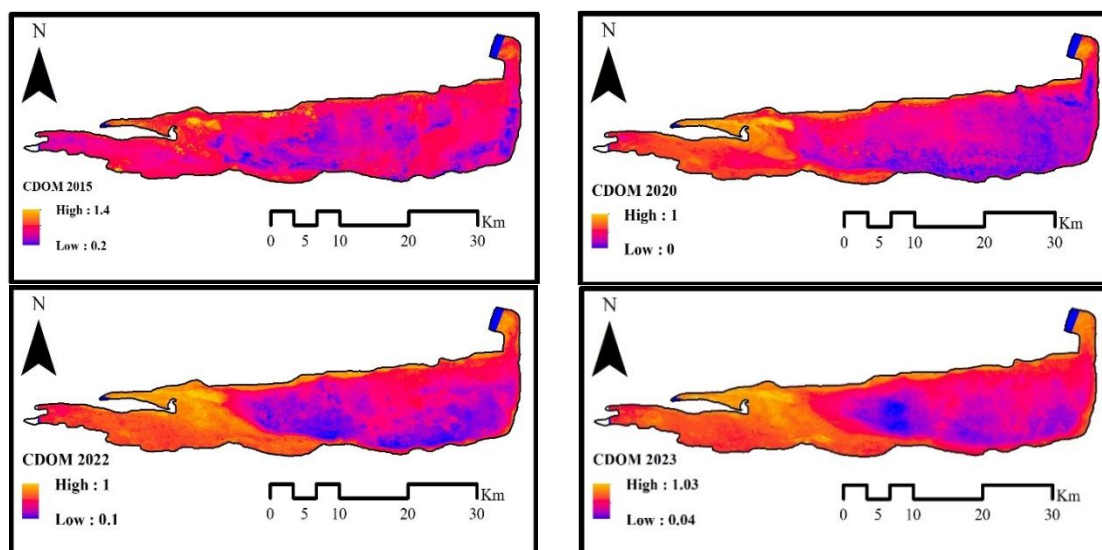 N
CDOM 2015
High : 1.4
Low : 0.2
Km
0 5 10 20 30
N
CDOM 2020
High : 1
Low : 0
Km
0 5 10 20 30
N
CDOM 2022
High : 1
Low : 0.1
Km
0 5 10 20 30
N
CDOM 2023
High : 1.03
Low : 0.04
Km
0 5 10 20 30